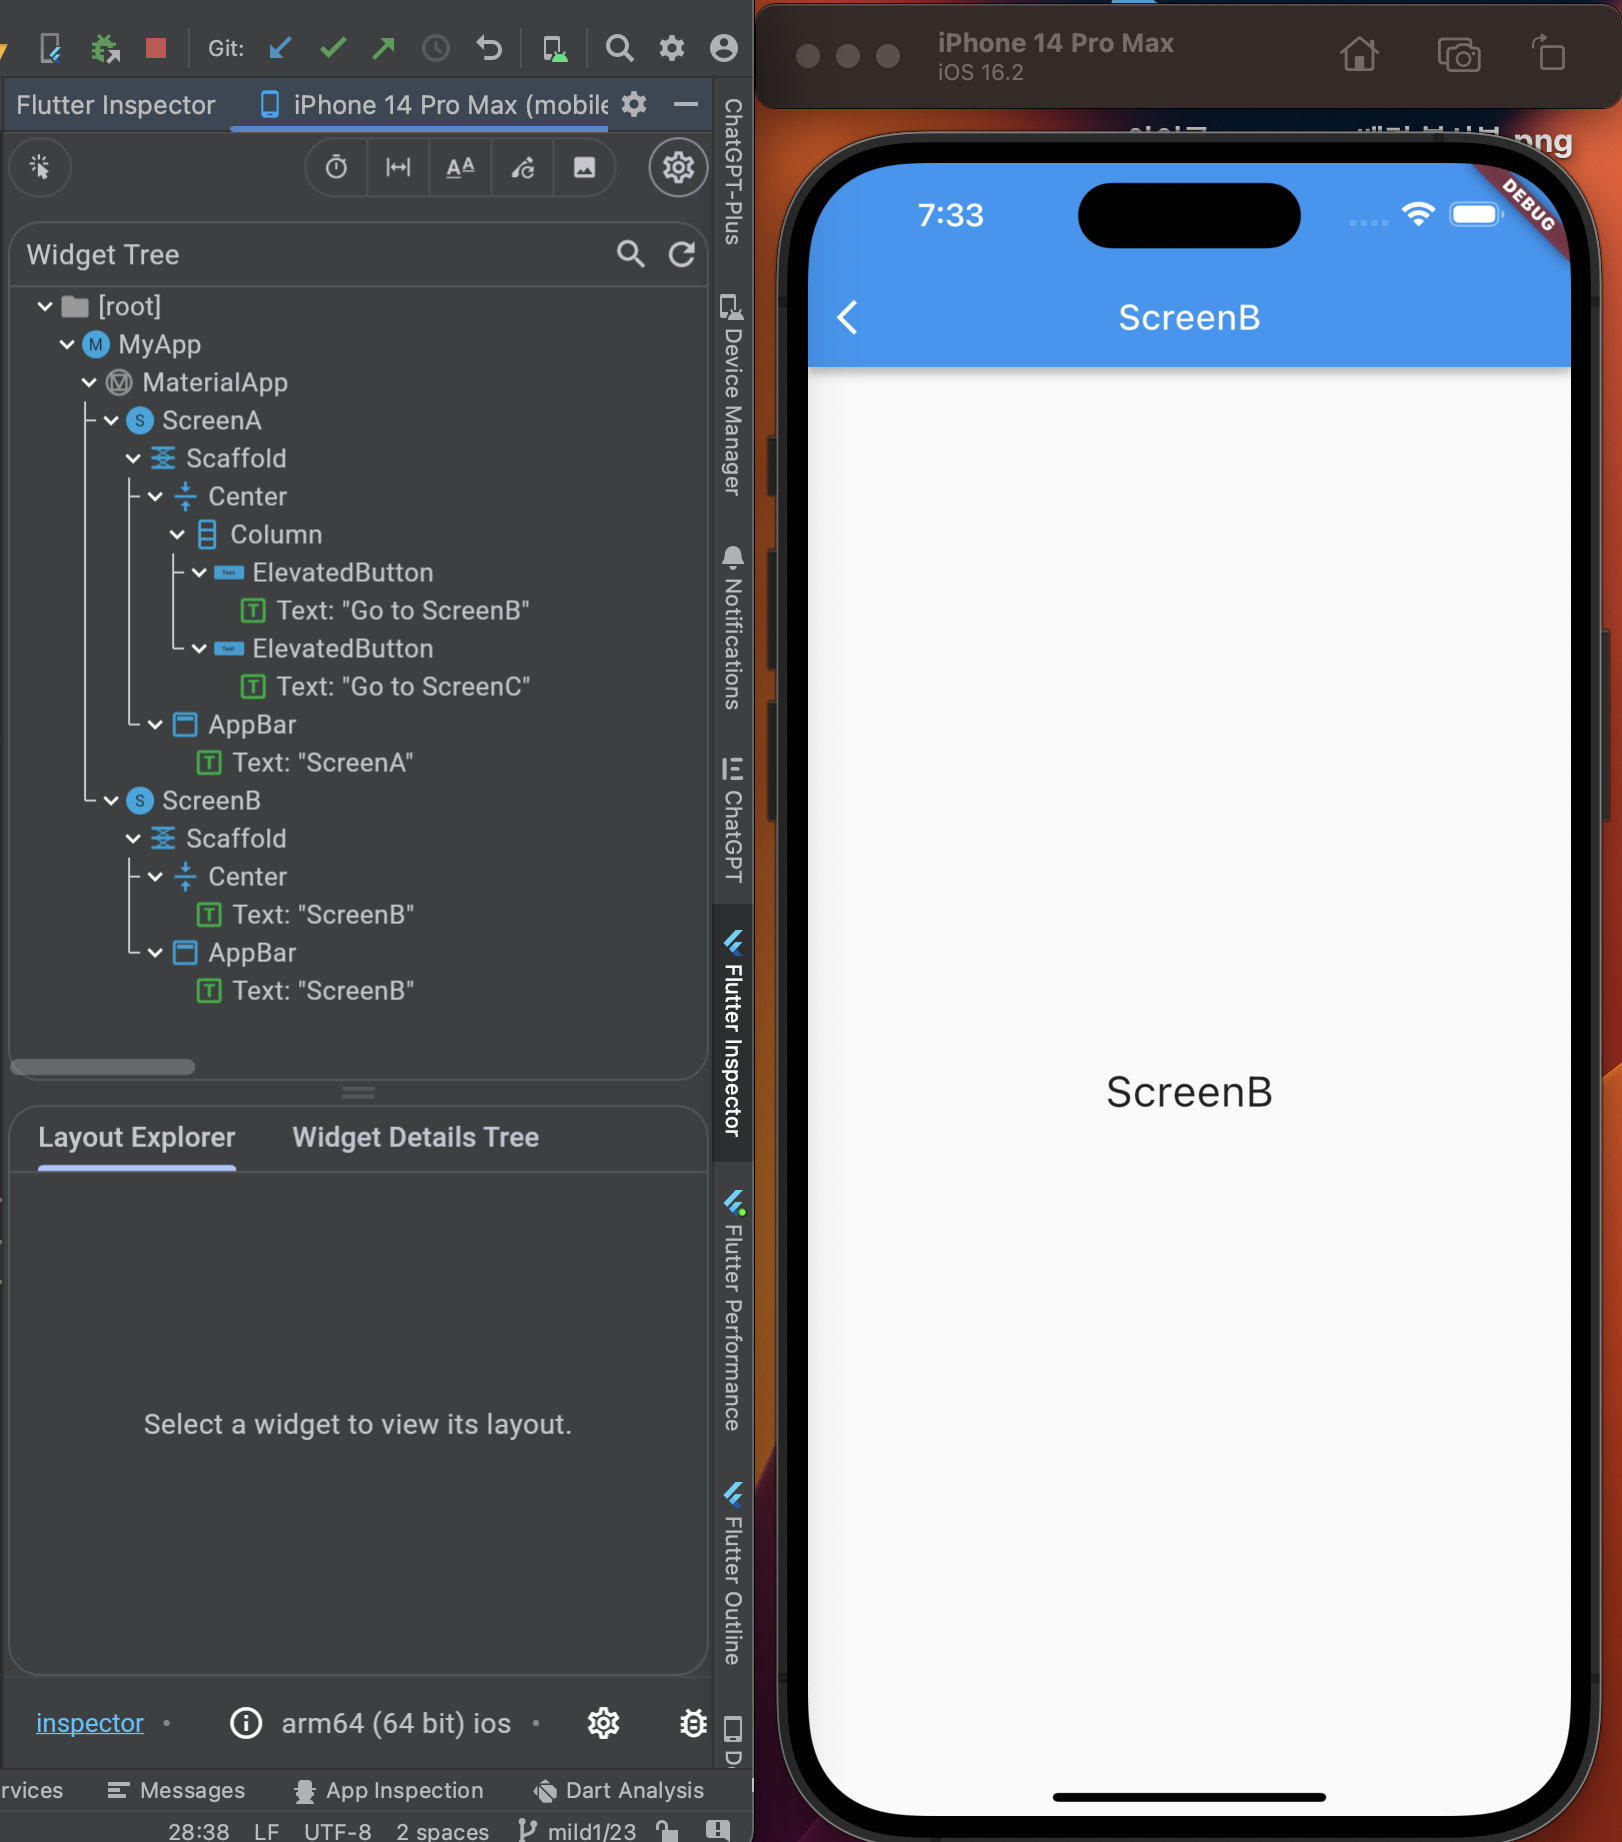 Git:
Flutter Inspector
iPhone 14 Pro Max (mobile
Widget Tree
[root]
M MyApp
MaterialApp
S ScreenA
Scaffold
Center
Column
ElevatedButton
T Text: "Go to ScreenB"
ElevatedButton
T Text: "Go to ScreenC"
AppBar
T Text: "ScreenA"
S ScreenB
Scaffold
Center
T Text: "ScreenB"
AppBar
T Text: "ScreenB"
Layout Explorer
Widget Details Tree
Select a widget to view its layout.
inspector
arm64 (64 bit) ios
rvices
Messages
App Inspection
Dart Analysis
28:38
LF
UTF-8
2 spaces
mild1/23
ChatGPT-Plus
Device Manager
Notifications
ChatGPT
Flutter Inspector
Flutter Performance
Flutter Outline
iPhone 14 Pro Max
iOS 16.2
.png
7:33
DEBUG
ScreenB
ScreenB